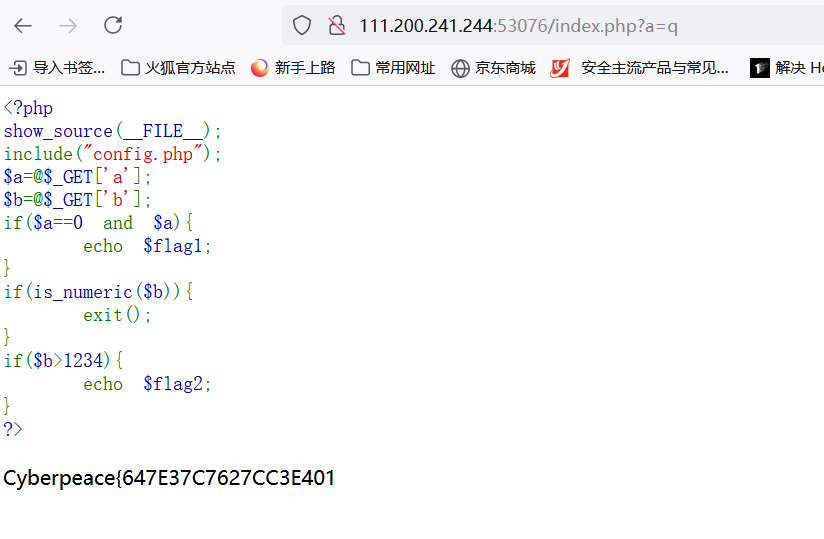 111.200.241.244:53076/index.php?a=q
导入书签... 火狐官方站点 新手上路 常用网址 京东商城 安全主流产品与常见... 解决 He
<?php
show_source(__FILE__);
include("config.php");
$a=@$_GET['a'];
$b=@$_GET['b'];
if($a==0 and $a){
echo $flag1;
}
if(is_numeric($b)){
exit();
}
if($b>1234){
echo $flag2;
}
?>
Cyberpeace{647E37C7627CC3E401